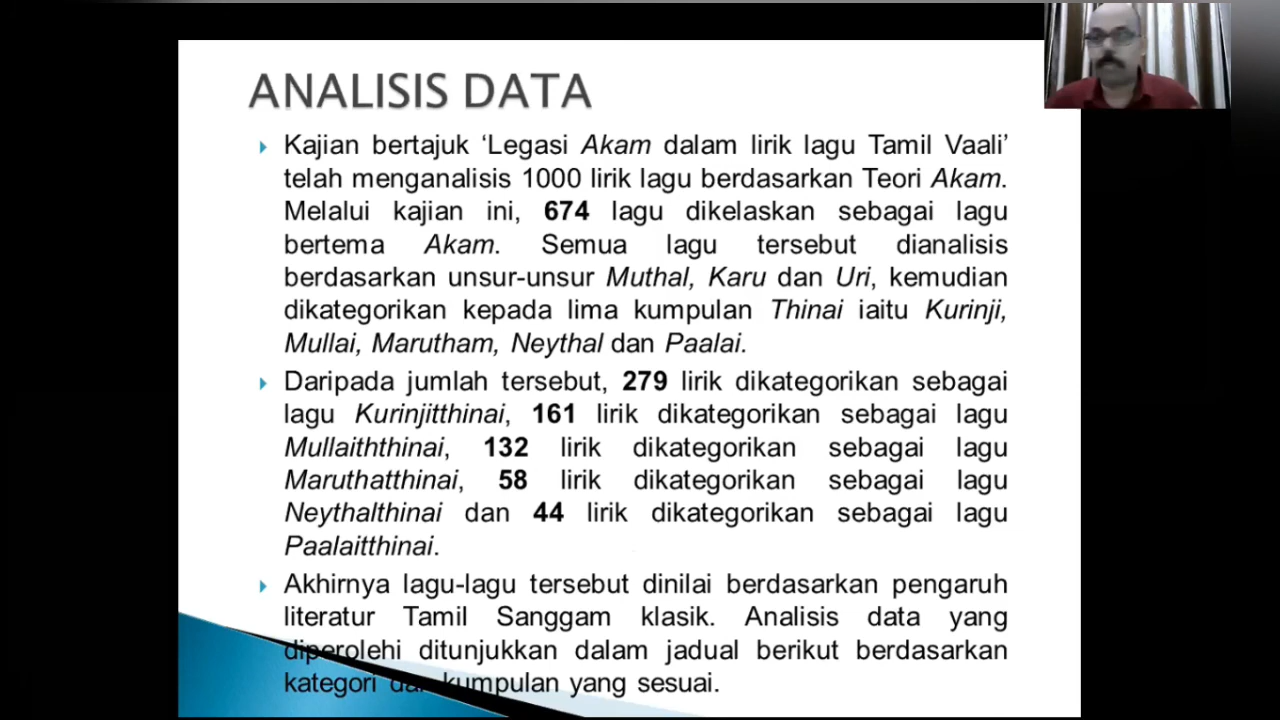 ANALISIS DATA
Kajian bertajuk ‘Legasi Akam dalam lirik lagu Tamil Vaali’
telah menganalisis 1000 lirik lagu berdasarkan Teori Akam.
Melalui kajian ini, 674 lagu dikelaskan sebagai lagu
bertema Akam. Semua lagu tersebut dianalisis
berdasarkan unsur-unsur Muthal, Karu dan Uri, kemudian
dikategorikan kepada lima kumpulan Thinai iaitu Kurinji,
Mullai, Marutham, Neythal dan Paalai.
Daripada jumlah tersebut, 279 lirik dikategorikan sebagai
lagu Kurinjitthinai, 161 lirik dikategorikan sebagai lagu
Mullaiththinai, 132 lirik dikategorikan sebagai lagu
Maruthatthinai, 58 lirik dikategorikan sebagai lagu
Neythalthinai dan 44 lirik dikategorikan sebagai lagu
Paalaitthinai.
Akhirnya lagu-lagu tersebut dinilai berdasarkan pengaruh
literatur Tamil Sanggam klasik. Analisis data yang
diperolehi ditunjukkan dalam jadual berikut berdasarkan
kategori dan kumpulan yang sesuai.